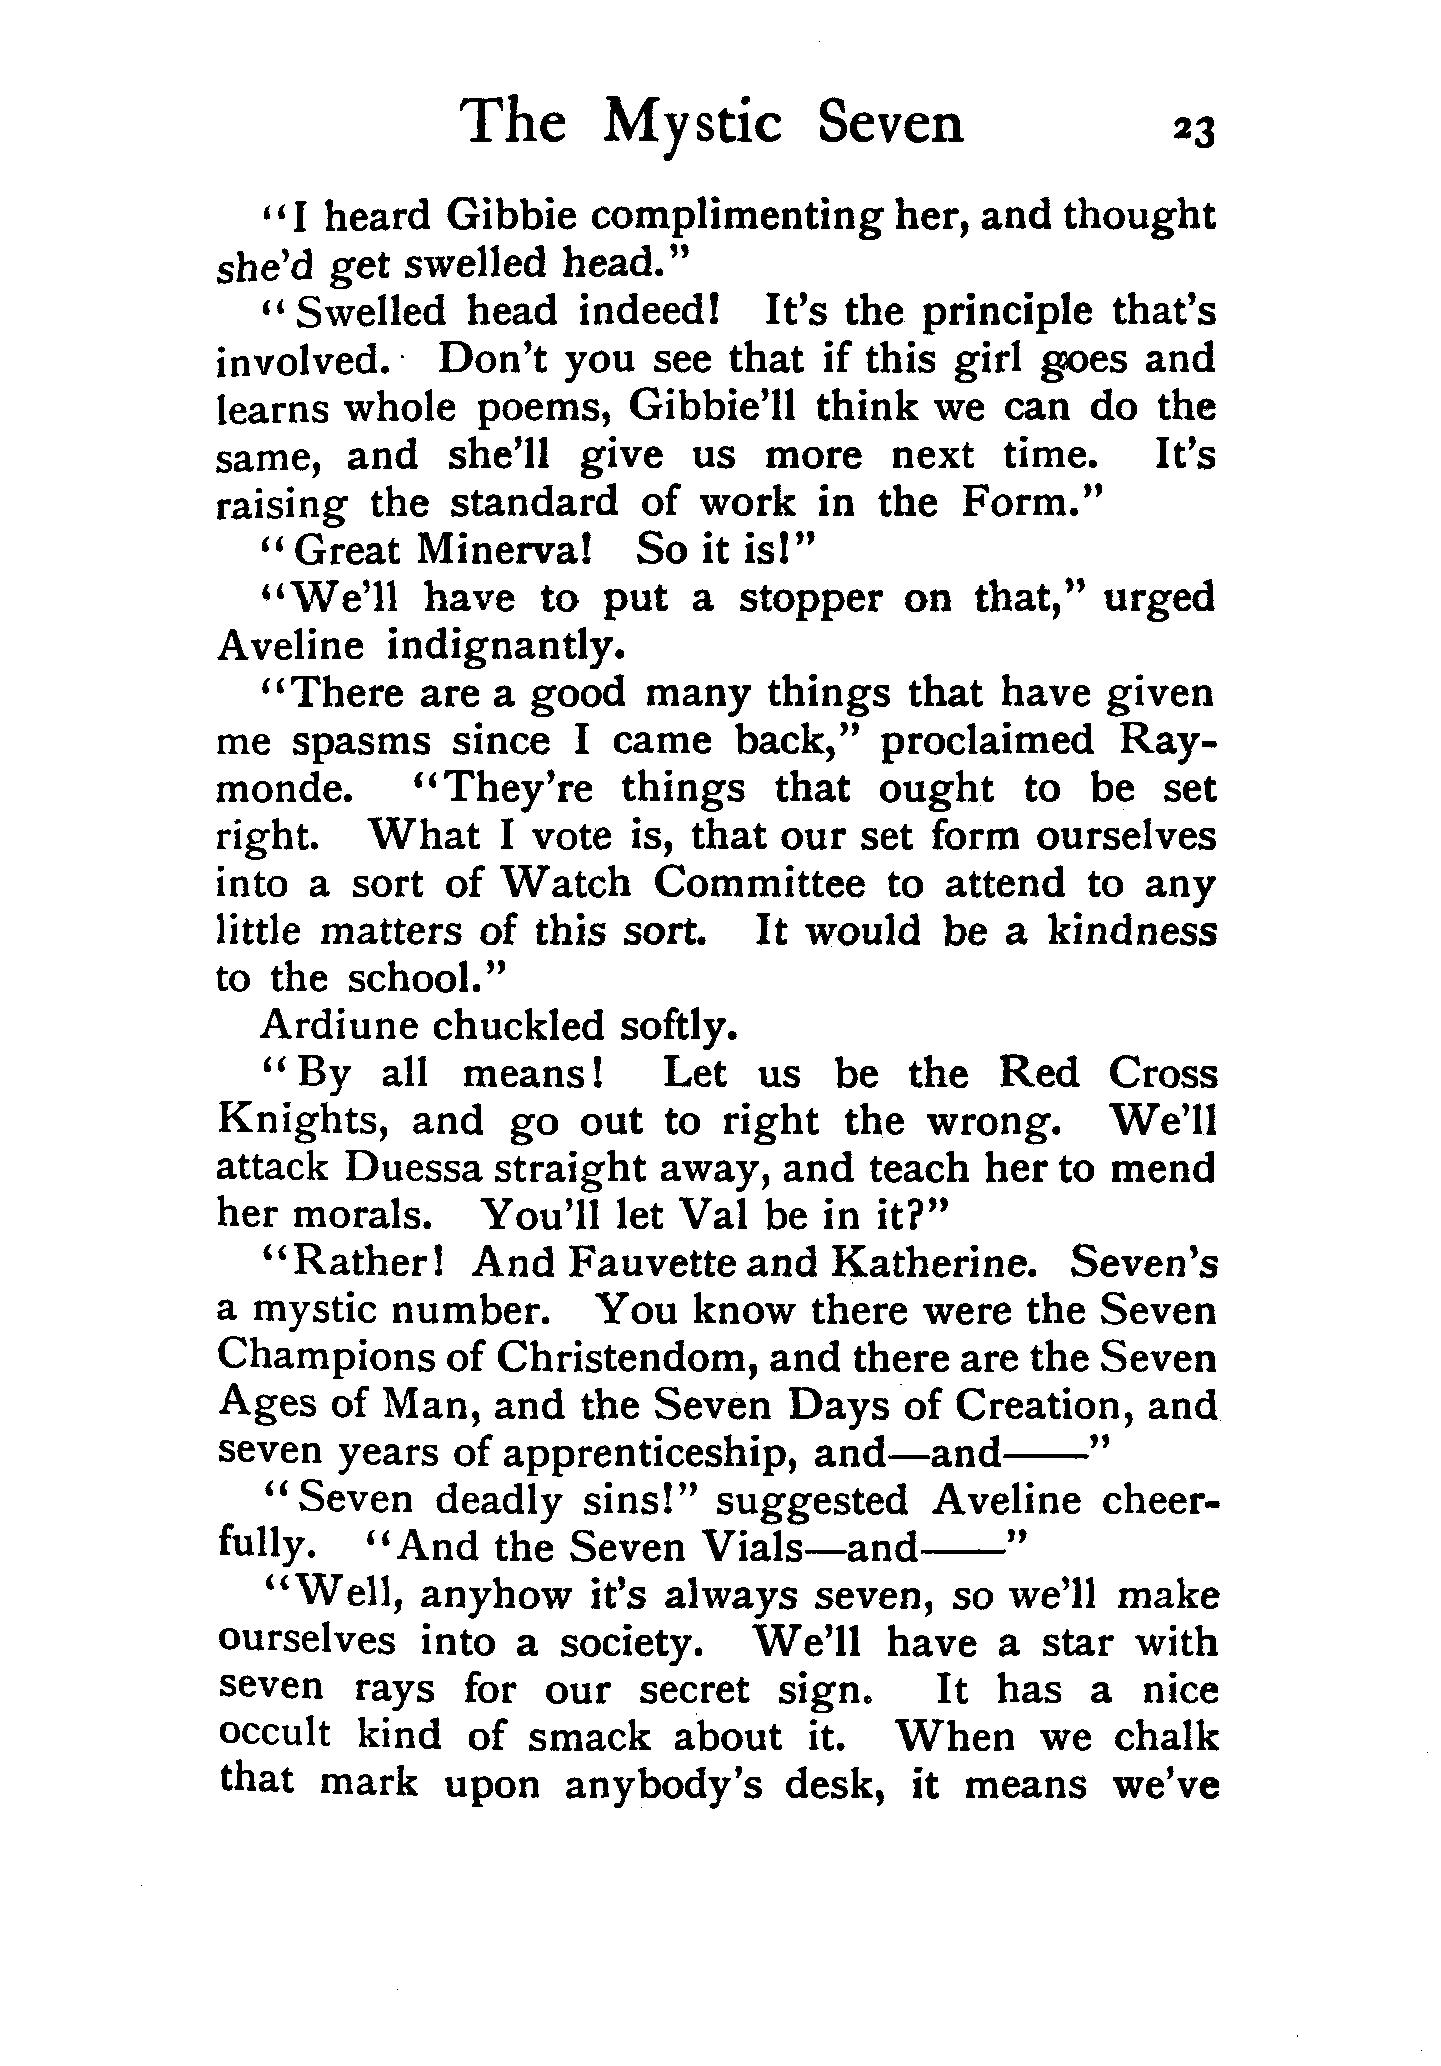 The Mystic Seven 23
"I heard Gibbie complimenting her, and thought
she'd get swelled head."
"Swelled head indeed! It's the principle that's
involved. Don't you see that if this girl goes and
learns whole poems, Gibbie'll think we can do the
same, and she'll give us more next time. It's
raising the standard of work in the Form."
"Great Minerva! So it is!"
"We'll have to put a stopper on that," urged
Aveline indignantly.
"There are a good many things that have given
me spasms since I came back," proclaimed Ray-
monde. "They're things that ought to be set
right. What I vote is, that our set form ourselves
into a sort of Watch Committee to attend to any
little matters of this sort. It would be a kindness
to the school."
Ardiune chuckled softly.
"By all means! Let us be the Red Cross
Knights, and go out to right the wrong. We'll
attack Duessa straight away, and teach her to mend
her morals. You'll let Val be in it?"
"Rather! And Fauvette and Katherine. Seven's
a mystic number. You know there were the Seven
Champions of Christendom, and there are the Seven
Ages of Man, and the Seven Days of Creation, and
seven years of apprenticeship, and—and——"
"Seven deadly sins!" suggested Aveline cheer-
fully. "And the Seven Vials—and——"
"Well, anyhow it's always seven, so we'll make
ourselves into a society. We'll have a star with
seven rays for our secret sign. It has a nice
occult kind of smack about it. When we chalk
that mark upon anybody's desk, it means we've